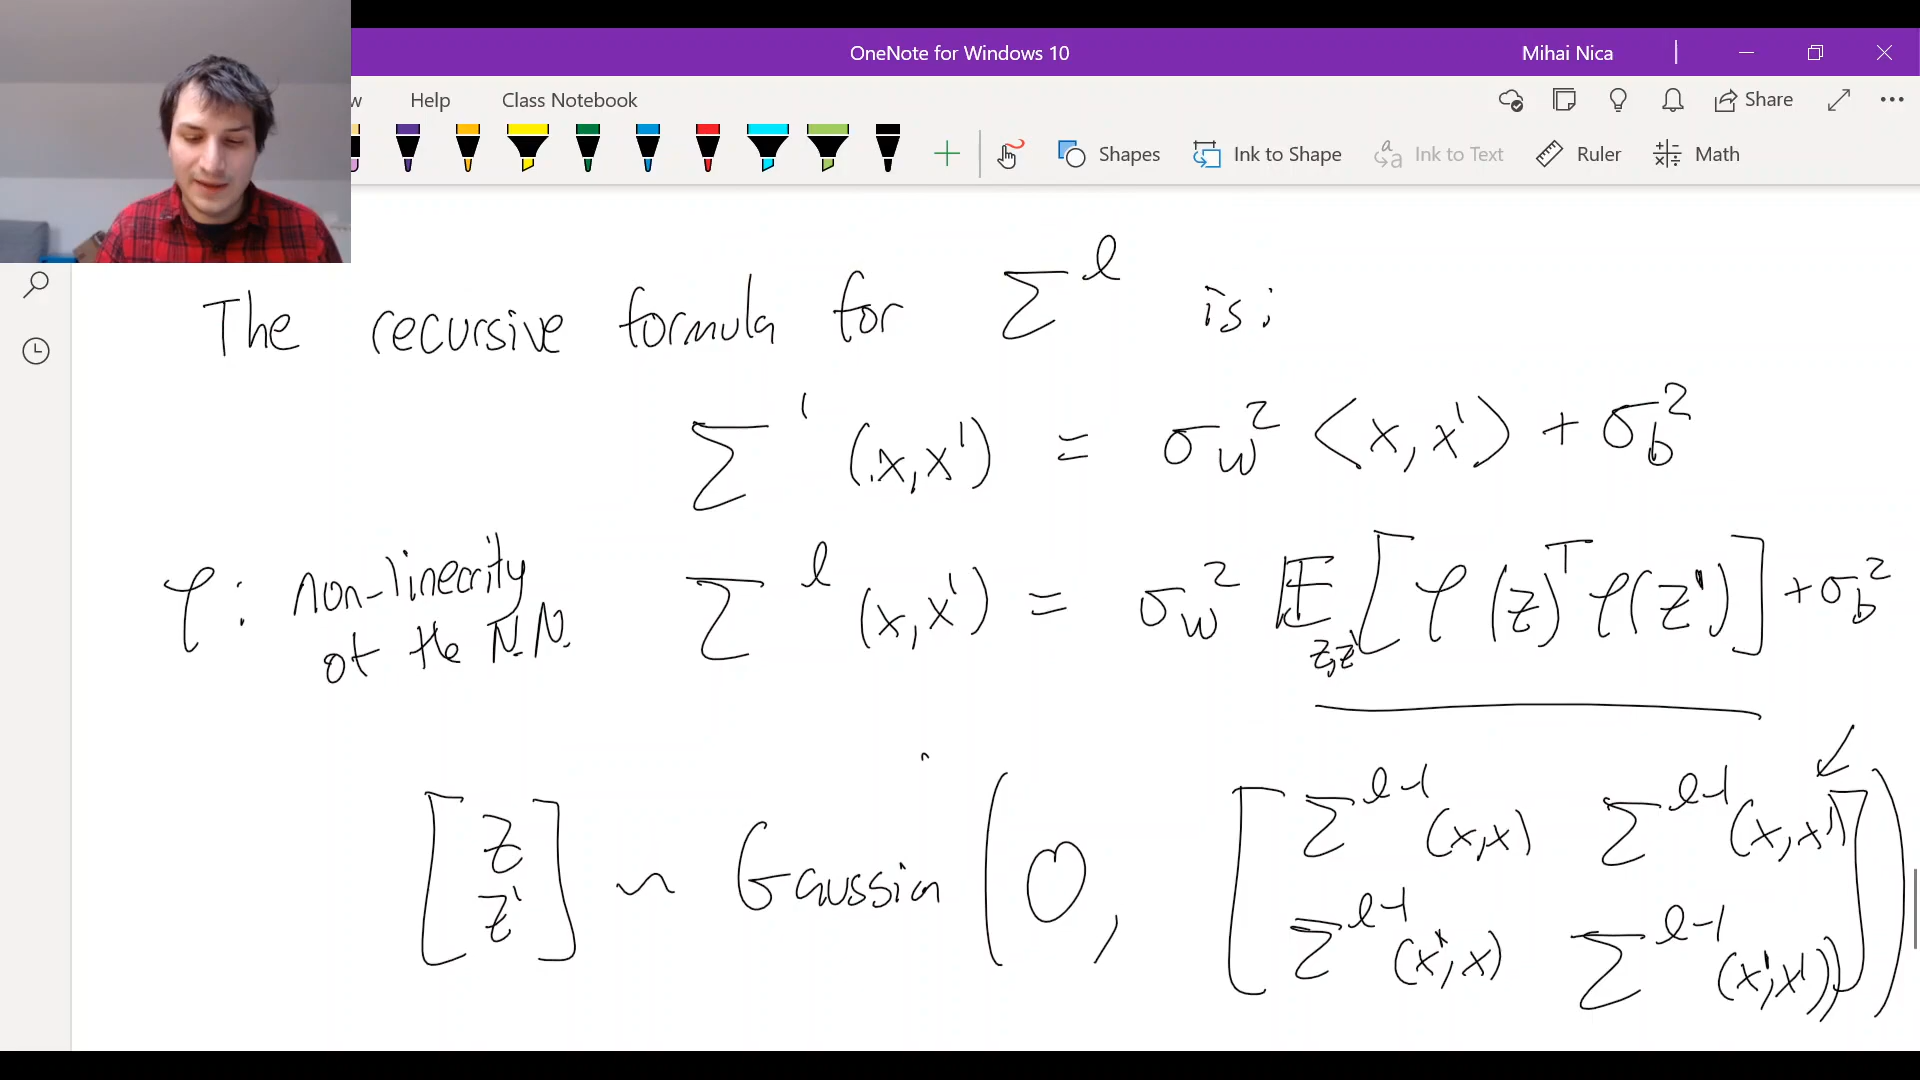 OneNote for Windows 10
Mihai Nica
w Help Class Notebook
Share
Shapes Ink to Shape Ink to Text Ruler Math
The recursive formula for Σ^l is:
Σ^1 (x,x') = σ_w^2 <x,x'> + σ_b^2
φ: non-linearity of the N.N.
Σ^l (x,x') = σ_w^2 𝔼_{z,z'} [φ(z)^T φ(z')] + σ_b^2
[z z'] ~ Gaussian (0, [Σ^{l-1}(x,x) Σ^{l-1}(x,x')
Σ^{l-1}(x',x) Σ^{l-1}(x',x')])